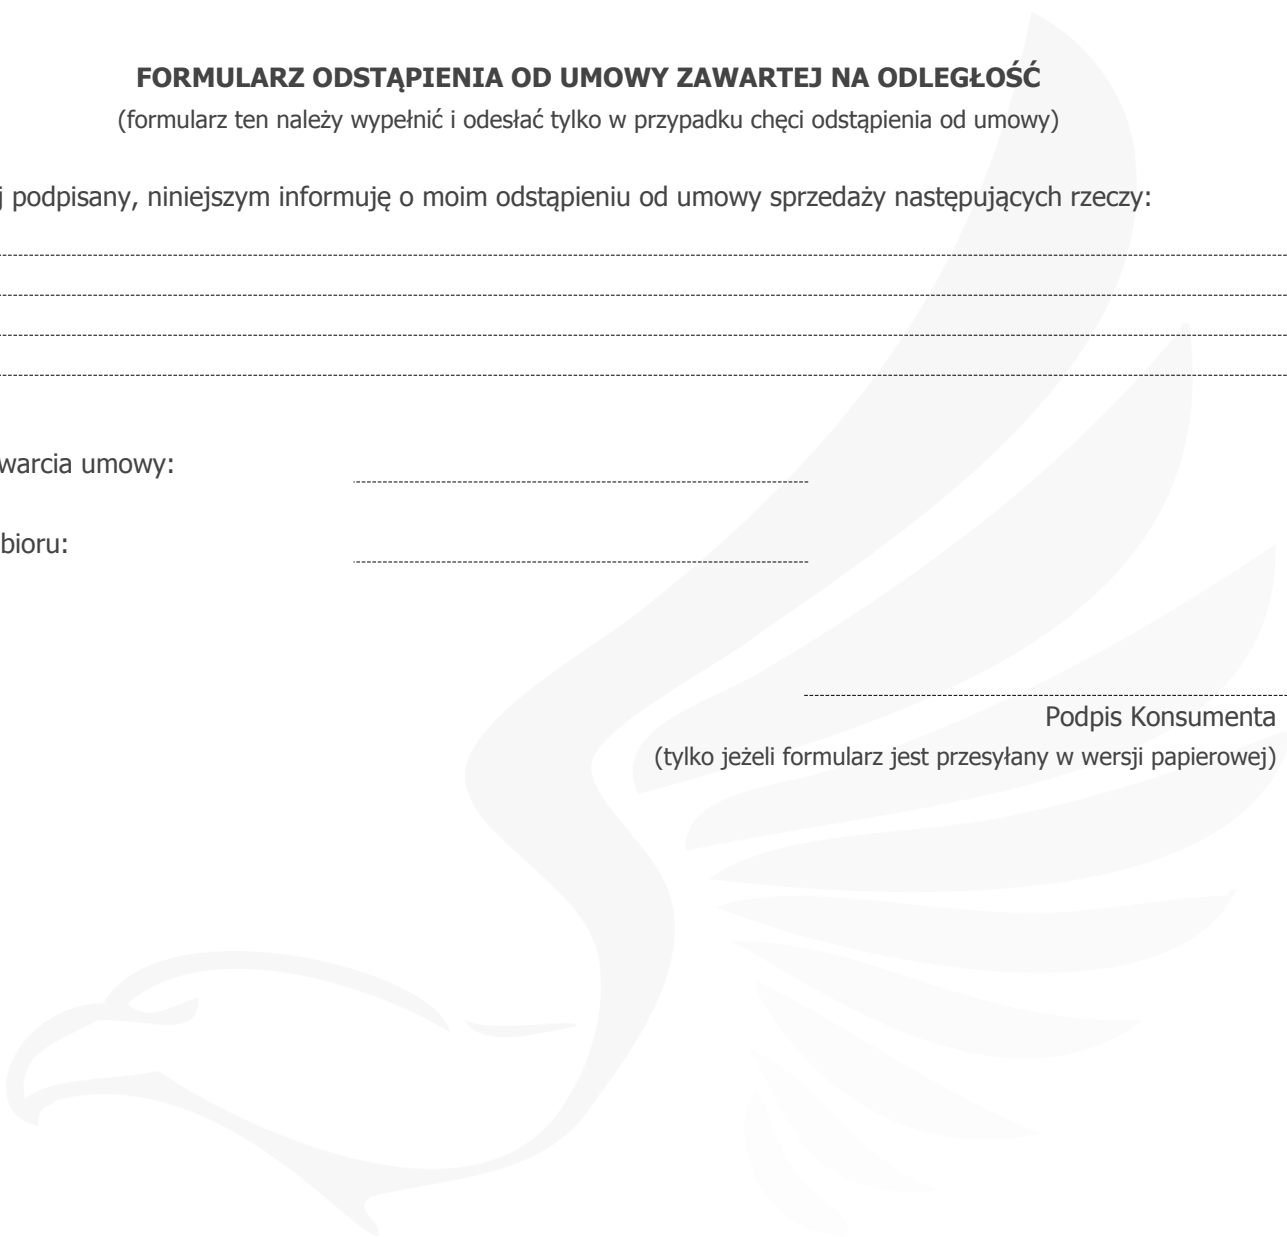 FORMULARZ ODSTĄPIENIA OD UMOWY ZAWARTEJ NA ODLEGŁOŚĆ
(formularz ten należy wypełnić i odesłać tylko w przypadku chęci odstąpienia od umowy)
j podpisany, niniejszym informuję o moim odstąpieniu od umowy sprzedaży następujących rzeczy:
warcia umowy:
bioru:
Podpis Konsumenta
(tylko jeżeli formularz jest przesyłany w wersji papierowej)